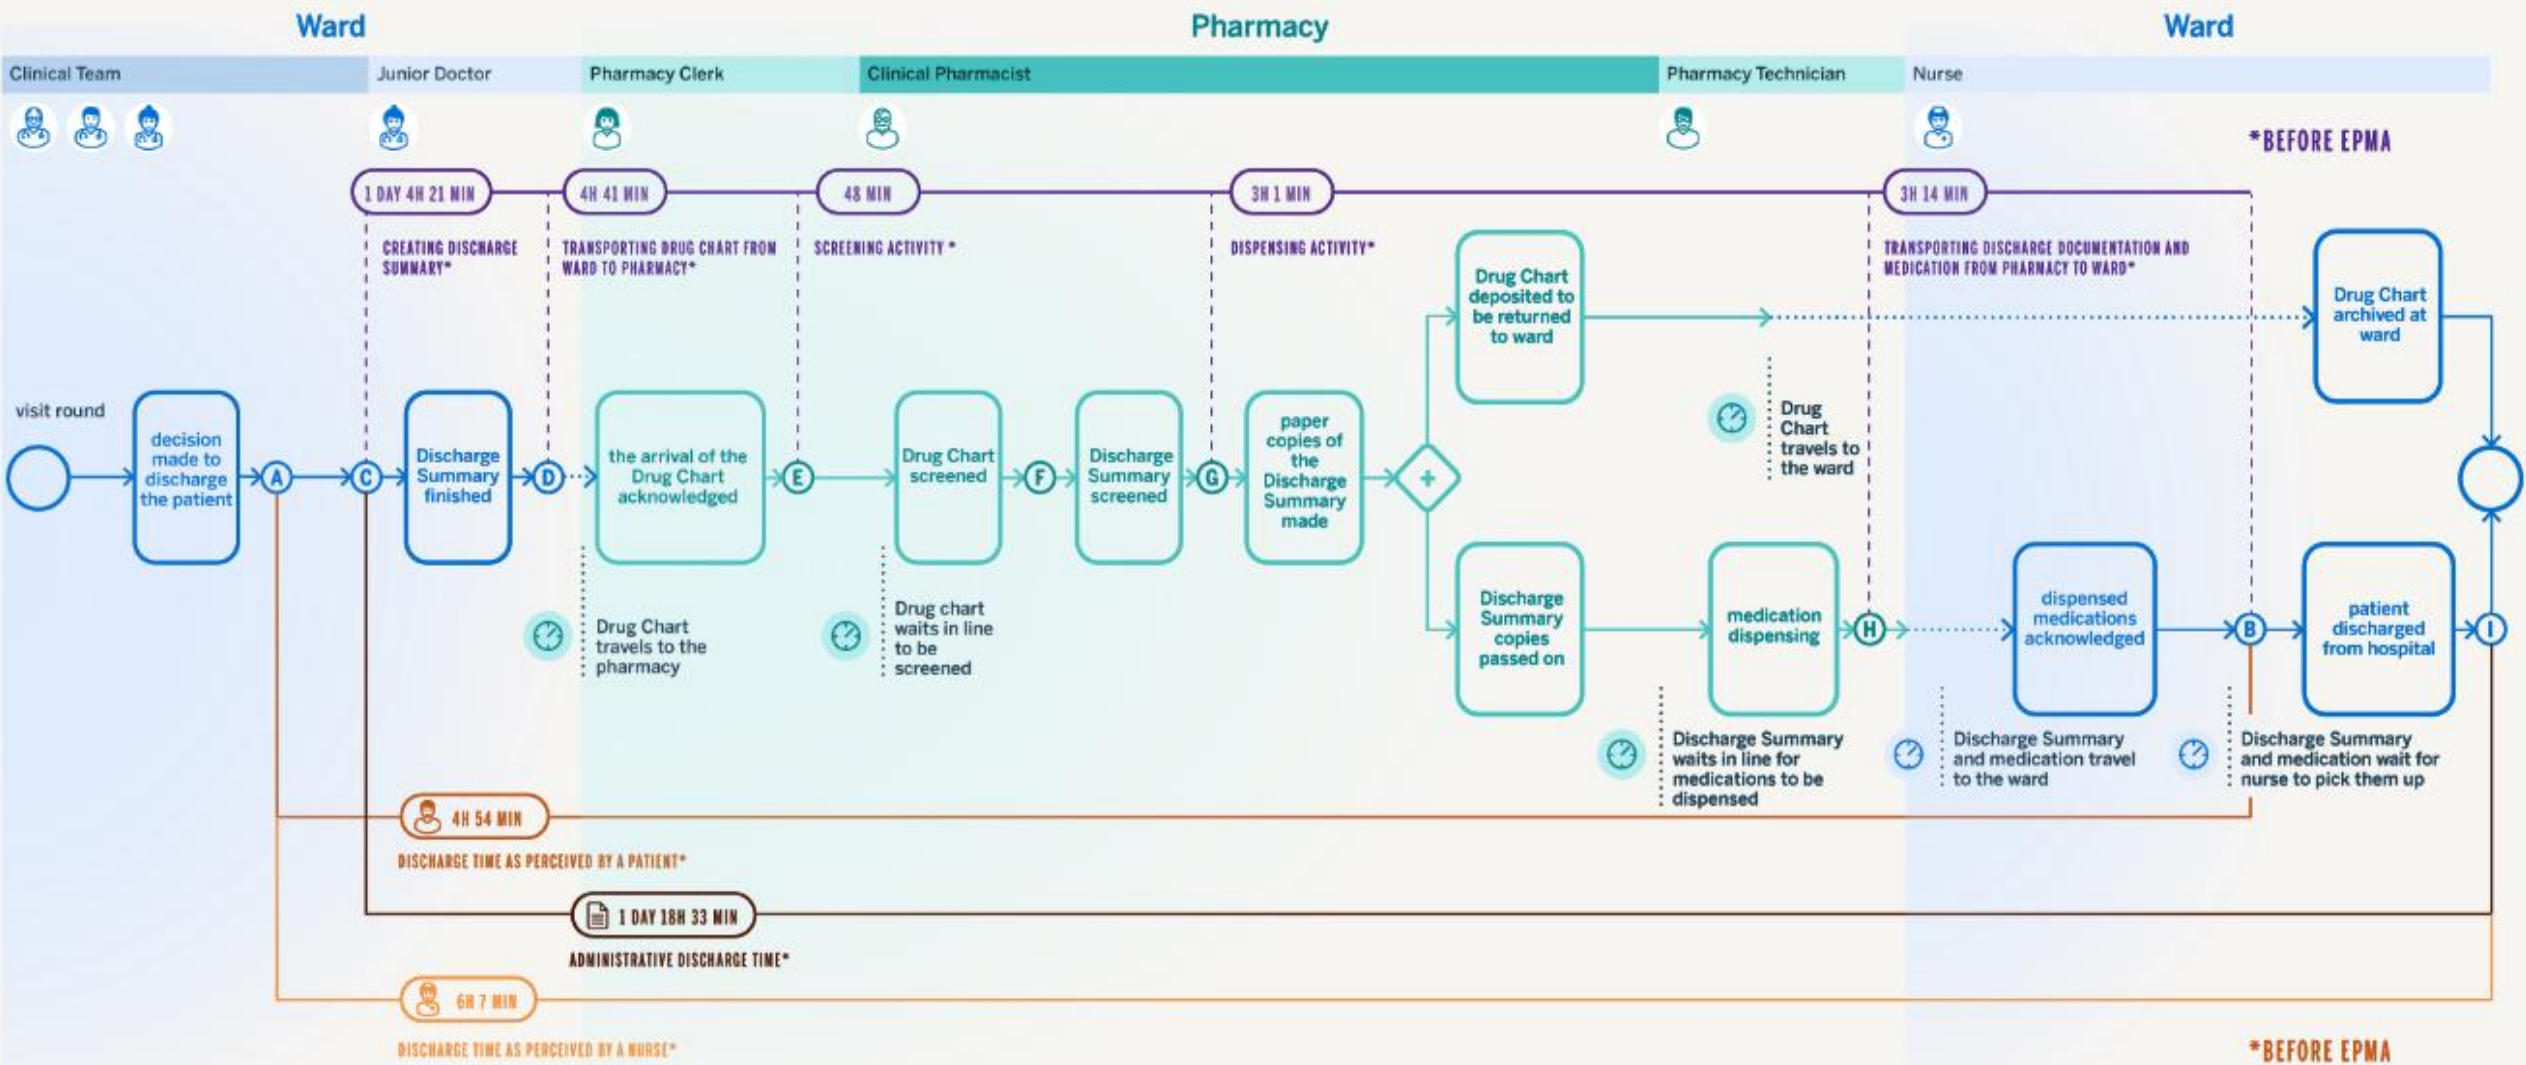 Ward
Pharmacy
Ward
Clinical Team
Junior Doctor
Pharmacy Clerk
Clinical Pharmacist
Pharmacy Technician
Nurse
*BEFORE EPMA
1 DAY 4H 21 MIN
4H 41 MIN
48 MIN
3H 1 MIN
3H 14 MIN
CREATING DISCHARGE
SUMMARY*
TRANSPORTING DRUG CHART FROM
WARD TO PHARMACY*
SCREENING ACTIVITY *
DISPENSING ACTIVITY*
TRANSPORTING DISCHARGE DOCUMENTATION AND
MEDICATION FROM PHARMACY TO WARD*
Drug Chart
deposited to
be returned
to ward
Drug Chart
archived at
ward
Drug
Chart
travels to
the ward
visit round
decision
made to
discharge
the patient
A
C
Discharge
Summary
finished
D
the arrival of the
Drug Chart
acknowledged
E
Drug Chart
screened
F
Discharge
Summary
screened
G
paper
copies of
the
Discharge
Summary
made
+
Drug Chart
travels to the
pharmacy
Drug chart
waits in line
to be
screened
Discharge
Summary
copies
passed on
medication
dispensing
H
dispensed
medications
acknowledged
B
patient
discharged
from hospital
I
Discharge Summary
waits in line for
medications to be
dispensed
Discharge Summary
and medication travel
to the ward
Discharge Summary
and medication wait for
nurse to pick them up
4H 54 MIN
DISCHARGE TIME AS PERCEIVED BY A PATIENT*
1 DAY 18H 33 MIN
ADMINISTRATIVE DISCHARGE TIME*
6H 7 MIN
DISCHARGE TIME AS PERCEIVED BY A NURSE*
*BEFORE EPMA